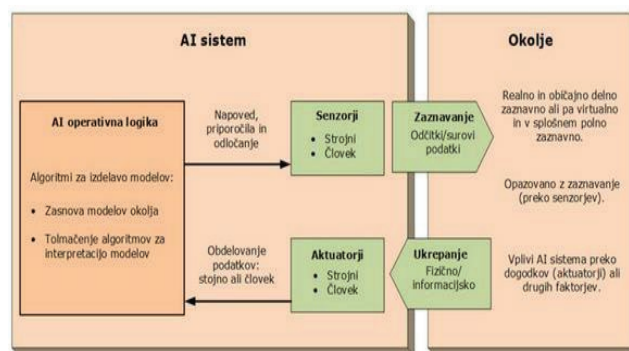 AI sistem
AI operativna logika
Algoritmi za izdelavo modelov:
• Zasnova modelov okolja
• Tolmačenje algoritmov za
interpretacijo modelov
Napoved,
priporočila in
odločanje
Senzorji
• Strojni
• Človek
Zaznavanje
Odčitki/surovi
podatki
Obdelovanje
podatkov:
stojno ali človek
Aktuatorji
• Strojni
• Človek
Ukrepanje
Fizično/
informacijsko
Okolje
Realno in običajno delno
zaznavno ali pa virtualno
in v splošnem polno
zaznavno.
Opazovano z zaznavanje
(preko senzorjev).
Vplivi AI sistema preko
dogodkov (aktuatorji) ali
drugih faktorjev.